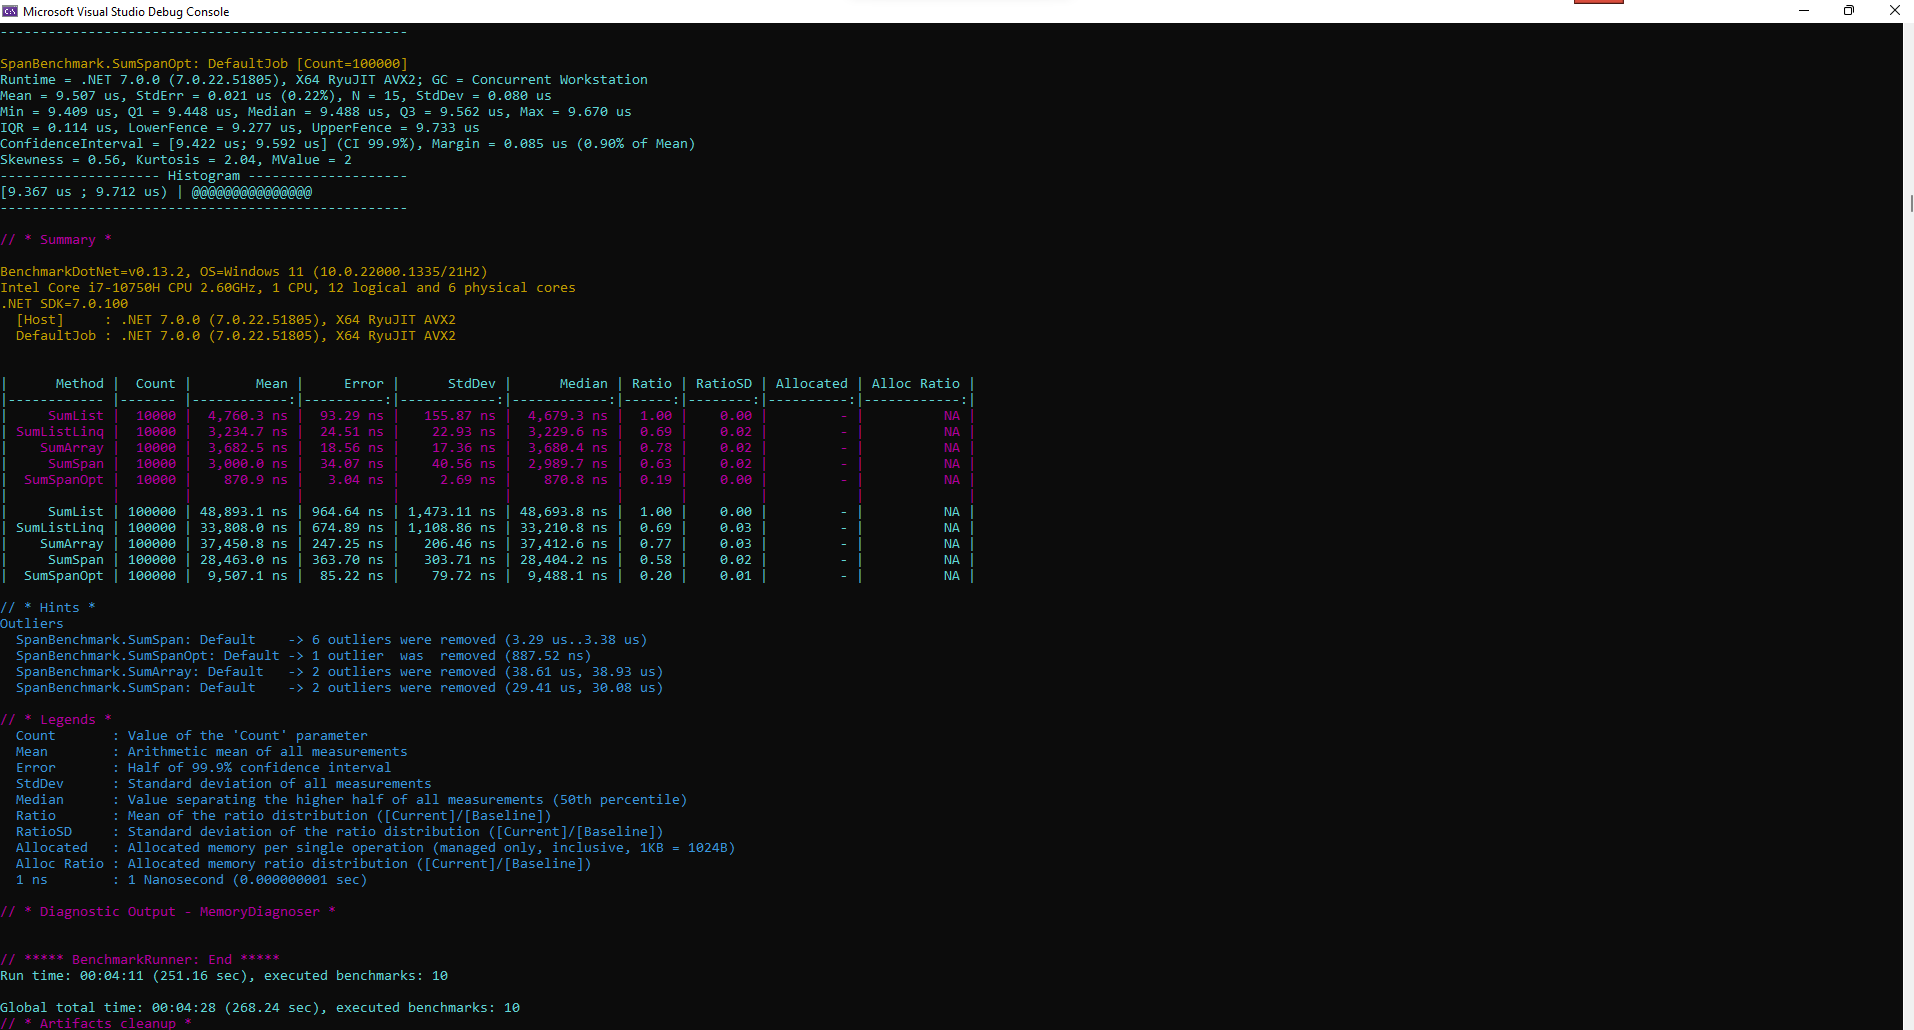 Microsoft Visual Studio Debug Console
---------------------------------------------------
SpanBenchmark.SumSpanOpt: DefaultJob [Count=100000]
Runtime = .NET 7.0.0 (7.0.22.51805), X64 RyuJIT AVX2; GC = Concurrent Workstation
Mean = 9.507 us, StdErr = 0.021 us (0.22%), N = 15, StdDev = 0.080 us
Min = 9.409 us, Q1 = 9.448 us, Median = 9.488 us, Q3 = 9.562 us, Max = 9.670 us
IQR = 0.114 us, LowerFence = 9.277 us, UpperFence = 9.733 us
ConfidenceInterval = [9.422 us; 9.592 us] (CI 99.9%), Margin = 0.085 us (0.90% of Mean)
Skewness = 0.56, Kurtosis = 2.04, MValue = 2
-------------------- Histogram --------------------
[9.367 us ; 9.712 us) | @@@@@@@@@@@@@@@
---------------------------------------------------
// * Summary *
BenchmarkDotNet=v0.13.2, OS=Windows 11 (10.0.22000.1335/21H2)
Intel Core i7-10750H CPU 2.60GHz, 1 CPU, 12 logical and 6 physical cores
.NET SDK=7.0.100
  [Host]     : .NET 7.0.0 (7.0.22.51805), X64 RyuJIT AVX2
  DefaultJob : .NET 7.0.0 (7.0.22.51805), X64 RyuJIT AVX2
|      Method |  Count |        Mean |     Error |      StdDev |      Median | Ratio | RatioSD | Allocated | Alloc Ratio |
|------------ |------- |------------:|----------:|------------:|------------:|------:|--------:|----------:|------------:|
|     SumList |  10000 |  4,760.3 ns |  93.29 ns |   155.87 ns |  4,679.3 ns |  1.00 |    0.00 |         - |          NA |
| SumListLinq |  10000 |  3,234.7 ns |  24.51 ns |    22.93 ns |  3,229.6 ns |  0.69 |    0.02 |         - |          NA |
|    SumArray |  10000 |  3,682.5 ns |  18.56 ns |    17.36 ns |  3,680.4 ns |  0.78 |    0.02 |         - |          NA |
|     SumSpan |  10000 |  3,000.0 ns |  34.07 ns |    40.56 ns |  2,989.7 ns |  0.63 |    0.02 |         - |          NA |
|  SumSpanOpt |  10000 |    870.9 ns |   3.04 ns |     2.69 ns |    870.8 ns |  0.19 |    0.00 |         - |          NA |
|             |        |             |           |             |             |       |         |           |             |
|     SumList | 100000 | 48,893.1 ns | 964.64 ns | 1,473.11 ns | 48,693.8 ns |  1.00 |    0.00 |         - |          NA |
| SumListLinq | 100000 | 33,808.0 ns | 674.89 ns | 1,108.86 ns | 33,210.8 ns |  0.69 |    0.03 |         - |          NA |
|    SumArray | 100000 | 37,450.8 ns | 247.25 ns |   206.46 ns | 37,412.6 ns |  0.77 |    0.03 |         - |          NA |
|     SumSpan | 100000 | 28,463.0 ns | 363.70 ns |   303.71 ns | 28,404.2 ns |  0.58 |    0.02 |         - |          NA |
|  SumSpanOpt | 100000 |  9,507.1 ns |  85.22 ns |    79.72 ns |  9,488.1 ns |  0.20 |    0.01 |         - |          NA |
// * Hints *
Outliers
  SpanBenchmark.SumSpan: Default    -> 6 outliers were removed (3.29 us..3.38 us)
  SpanBenchmark.SumSpanOpt: Default -> 1 outlier  was  removed (887.52 ns)
  SpanBenchmark.SumArray: Default   -> 2 outliers were removed (38.61 us, 38.93 us)
  SpanBenchmark.SumSpan: Default    -> 2 outliers were removed (29.41 us, 30.08 us)
// * Legends *
  Count       : Value of the 'Count' parameter
  Mean        : Arithmetic mean of all measurements
  Error       : Half of 99.9% confidence interval
  StdDev      : Standard deviation of all measurements
  Median      : Value separating the higher half of all measurements (50th percentile)
  Ratio       : Mean of the ratio distribution ([Current]/[Baseline])
  RatioSD     : Standard deviation of the ratio distribution ([Current]/[Baseline])
  Allocated   : Allocated memory per single operation (managed only, inclusive, 1KB = 1024B)
  Alloc Ratio : Allocated memory ratio distribution ([Current]/[Baseline])
  1 ns        : 1 Nanosecond (0.000000001 sec)
// * Diagnostic Output - MemoryDiagnoser *
// ***** BenchmarkRunner: End *****
Run time: 00:04:11 (251.16 sec), executed benchmarks: 10
Global total time: 00:04:28 (268.24 sec), executed benchmarks: 10
// * Artifacts cleanup *